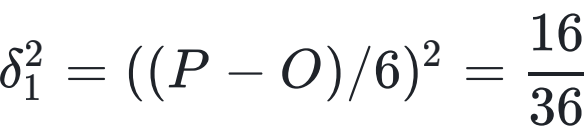 δ₁² = ((P − O)/6)² = 16/36